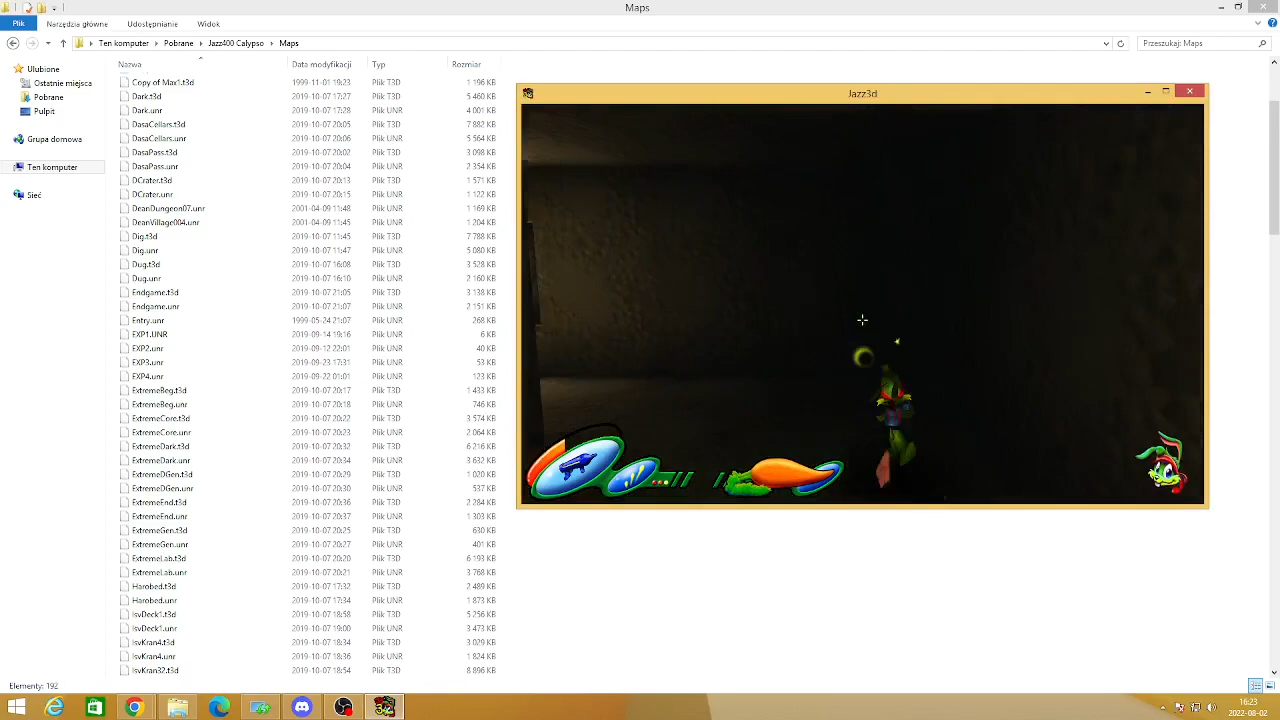 Maps
Plik Narzędzia główne Udostępnianie Widok
Ten komputer Pobrane Jazz400 Calypso Maps Przeszukaj: Maps
Nazwa Data modyfikacji Typ Rozmiar
Ulubione
Ostatnie miejsca
Pobrane
Pulpit
Grupa domowa
Ten komputer
Sieć
Copy of Max1.t3d 1999-11-01 19:23 Plik T3D 1 196 KB
Dark.t3d 2019-10-07 17:27 Plik T3D 5 460 KB
Dark.unr 2019-10-07 17:28 Plik UNR 4 001 KB
DasaCellars.t3d 2019-10-07 20:05 Plik T3D 7 882 KB
DasaCellars.unr 2019-10-07 20:06 Plik UNR 5 564 KB
DasaPass.t3d 2019-10-07 20:02 Plik T3D 3 098 KB
DasaPass.unr 2019-10-07 20:04 Plik UNR 2 354 KB
DCrater.t3d 2019-10-07 20:13 Plik T3D 1 571 KB
DCrater.unr 2019-10-07 20:15 Plik UNR 1 122 KB
DeanDungeon07.unr 2001-04-09 11:48 Plik UNR 1 169 KB
DeanVillage004.unr 2001-04-09 11:48 Plik UNR 1 204 KB
Dig.t3d 2019-10-07 11:45 Plik T3D 7 788 KB
Dig.unr 2019-10-07 11:47 Plik UNR 5 080 KB
Dug.t3d 2019-10-07 16:08 Plik T3D 3 528 KB
Dug.unr 2019-10-07 16:10 Plik UNR 2 160 KB
Endgame.t3d 2019-10-07 21:05 Plik T3D 3 138 KB
Endgame.unr 2019-10-07 21:07 Plik UNR 2 151 KB
Entry.unr 1999-05-24 21:07 Plik UNR 268 KB
EXP1.UNR 2019-09-14 19:16 Plik UNR 6 KB
EXP2.unr 2019-09-12 22:01 Plik UNR 40 KB
EXP3.unr 2019-09-23 17:31 Plik UNR 53 KB
EXP4.unr 2019-09-22 01:01 Plik UNR 123 KB
ExtremeBeg.t3d 2019-10-07 20:17 Plik T3D 1 433 KB
ExtremeBeg.unr 2019-10-07 20:18 Plik UNR 746 KB
ExtremeCore.t3d 2019-10-07 20:22 Plik T3D 3 574 KB
ExtremeCore.unr 2019-10-07 20:23 Plik UNR 2 064 KB
ExtremeDark.t3d 2019-10-07 20:32 Plik T3D 6 216 KB
ExtremeDark.unr 2019-10-07 20:34 Plik UNR 3 632 KB
ExtremeDGen.t3d 2019-10-07 20:29 Plik T3D 1 020 KB
ExtremeDGen.unr 2019-10-07 20:30 Plik UNR 537 KB
ExtremeEnd.t3d 2019-10-07 20:36 Plik T3D 2 284 KB
ExtremeEnd.unr 2019-10-07 20:37 Plik UNR 1 303 KB
ExtremeGen.t3d 2019-10-07 20:25 Plik T3D 630 KB
ExtremeGen.unr 2019-10-07 20:27 Plik UNR 401 KB
ExtremeLab.t3d 2019-10-07 20:20 Plik T3D 6 193 KB
ExtremeLab.unr 2019-10-07 20:21 Plik UNR 3 768 KB
Harobed.t3d 2019-10-07 17:32 Plik T3D 2 489 KB
Harobed.unr 2019-10-07 17:34 Plik UNR 1 873 KB
IsvDeck1.t3d 2019-10-07 18:58 Plik T3D 5 256 KB
IsvDeck1.unr 2019-10-07 19:00 Plik UNR 3 473 KB
IsvKran4.t3d 2019-10-07 18:34 Plik T3D 3 029 KB
IsvKran4.unr 2019-10-07 18:36 Plik UNR 1 824 KB
IsvKran32.t3d 2019-10-07 18:54 Plik T3D 8 896 KB
Jazz3d
Elementy: 192
16:23
2022-08-02